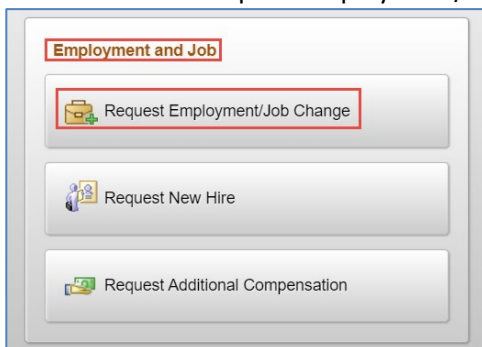 Employment and Job
Request Employment/Job Change
Request New Hire
Request Additional Compensation